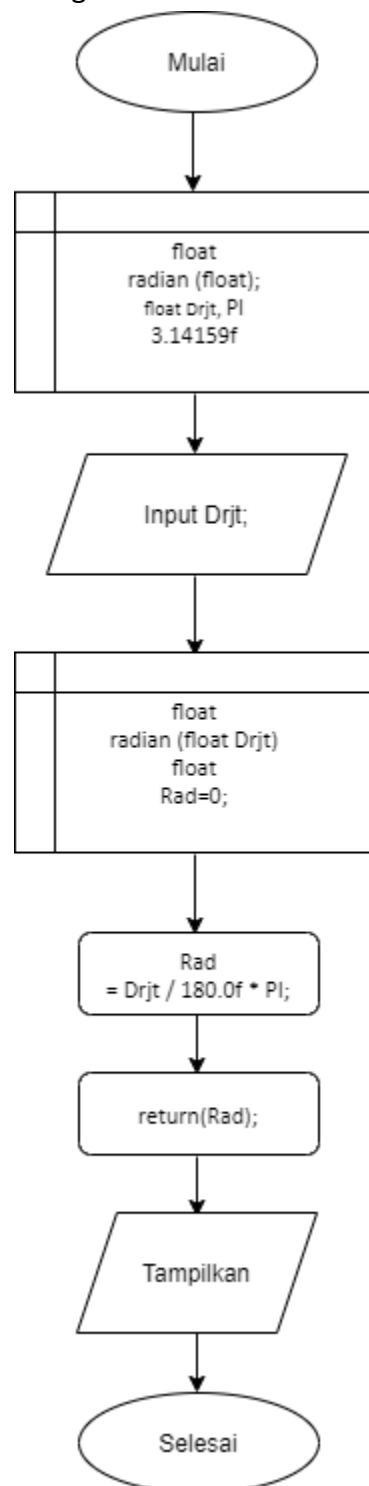 Mulai
float
radian (float);
float Drjt, PI
3.14159f
Input Drjt;
float
radian (float Drjt)
float
Rad=0;
Rad
= Drjt / 180.0f * PI;
return(Rad);
Tampilkan
Selesai